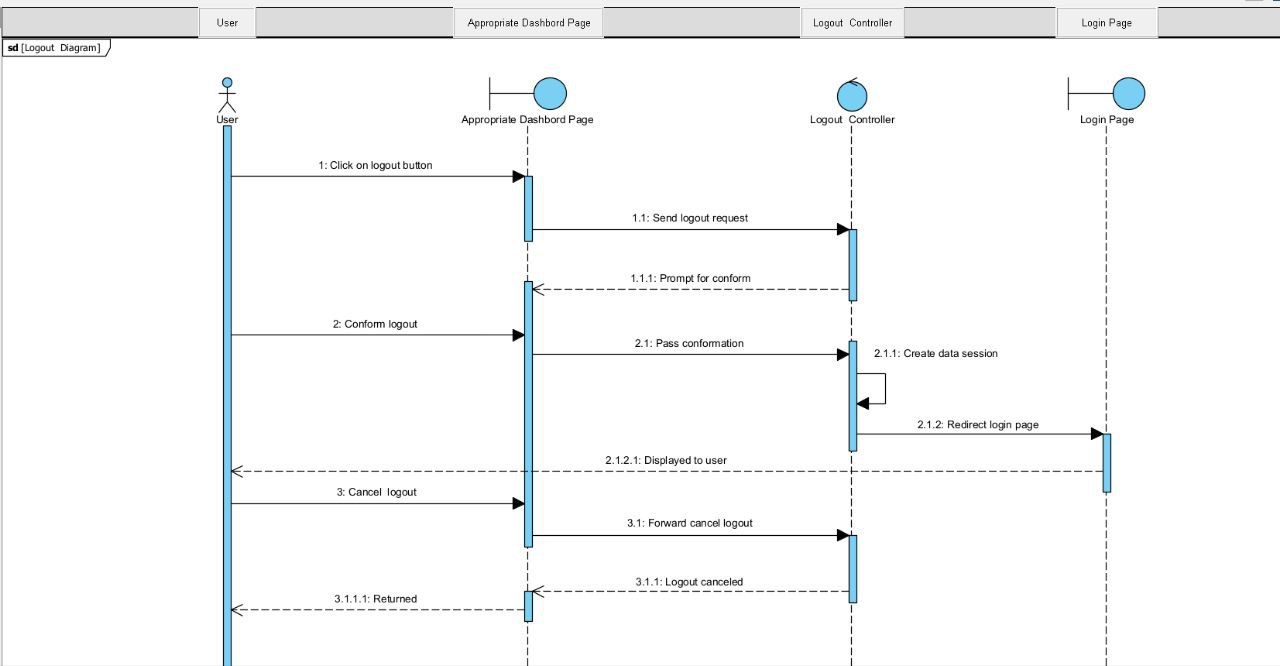 User
Appropriate Dashbord Page
Logout Controller
Login Page
sd [Logout Diagram]
User
Appropriate Dashbord Page
Logout Controller
Login Page
1: Click on logout button
1.1: Send logout request
1.1.1: Prompt for conform
2: Conform logout
2.1: Pass conformation
2.1.1: Create data session
2.1.2: Redirect login page
2.1.2.1: Displayed to user
3: Cancel logout
3.1: Forward cancel logout
3.1.1: Logout canceled
3.1.1.1: Returned